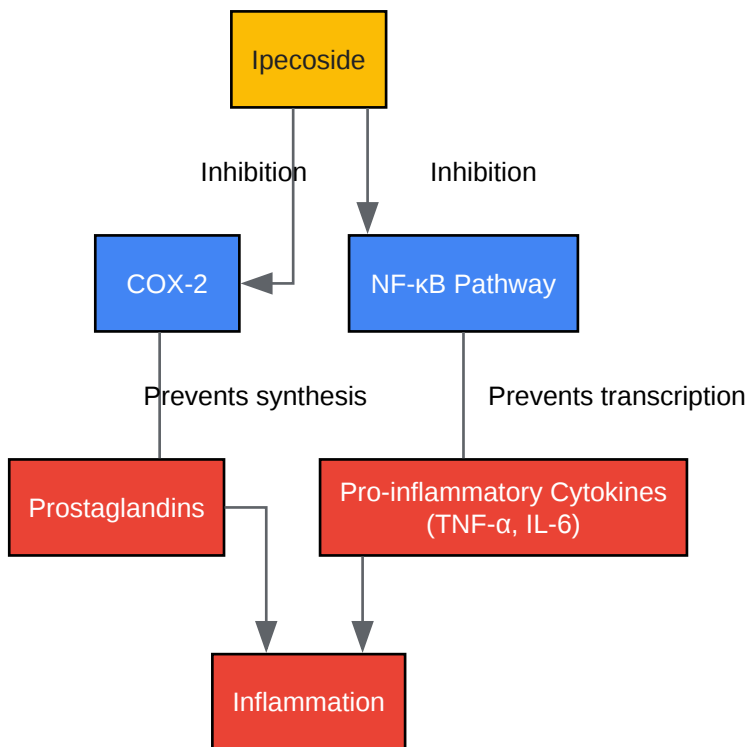 Ipecoside
Inhibition
Inhibition
COX-2
NF-κB Pathway
Prevents synthesis
Prevents transcription
Prostaglandins
Pro-inflammatory Cytokines
(TNF-α, IL-6)
Inflammation